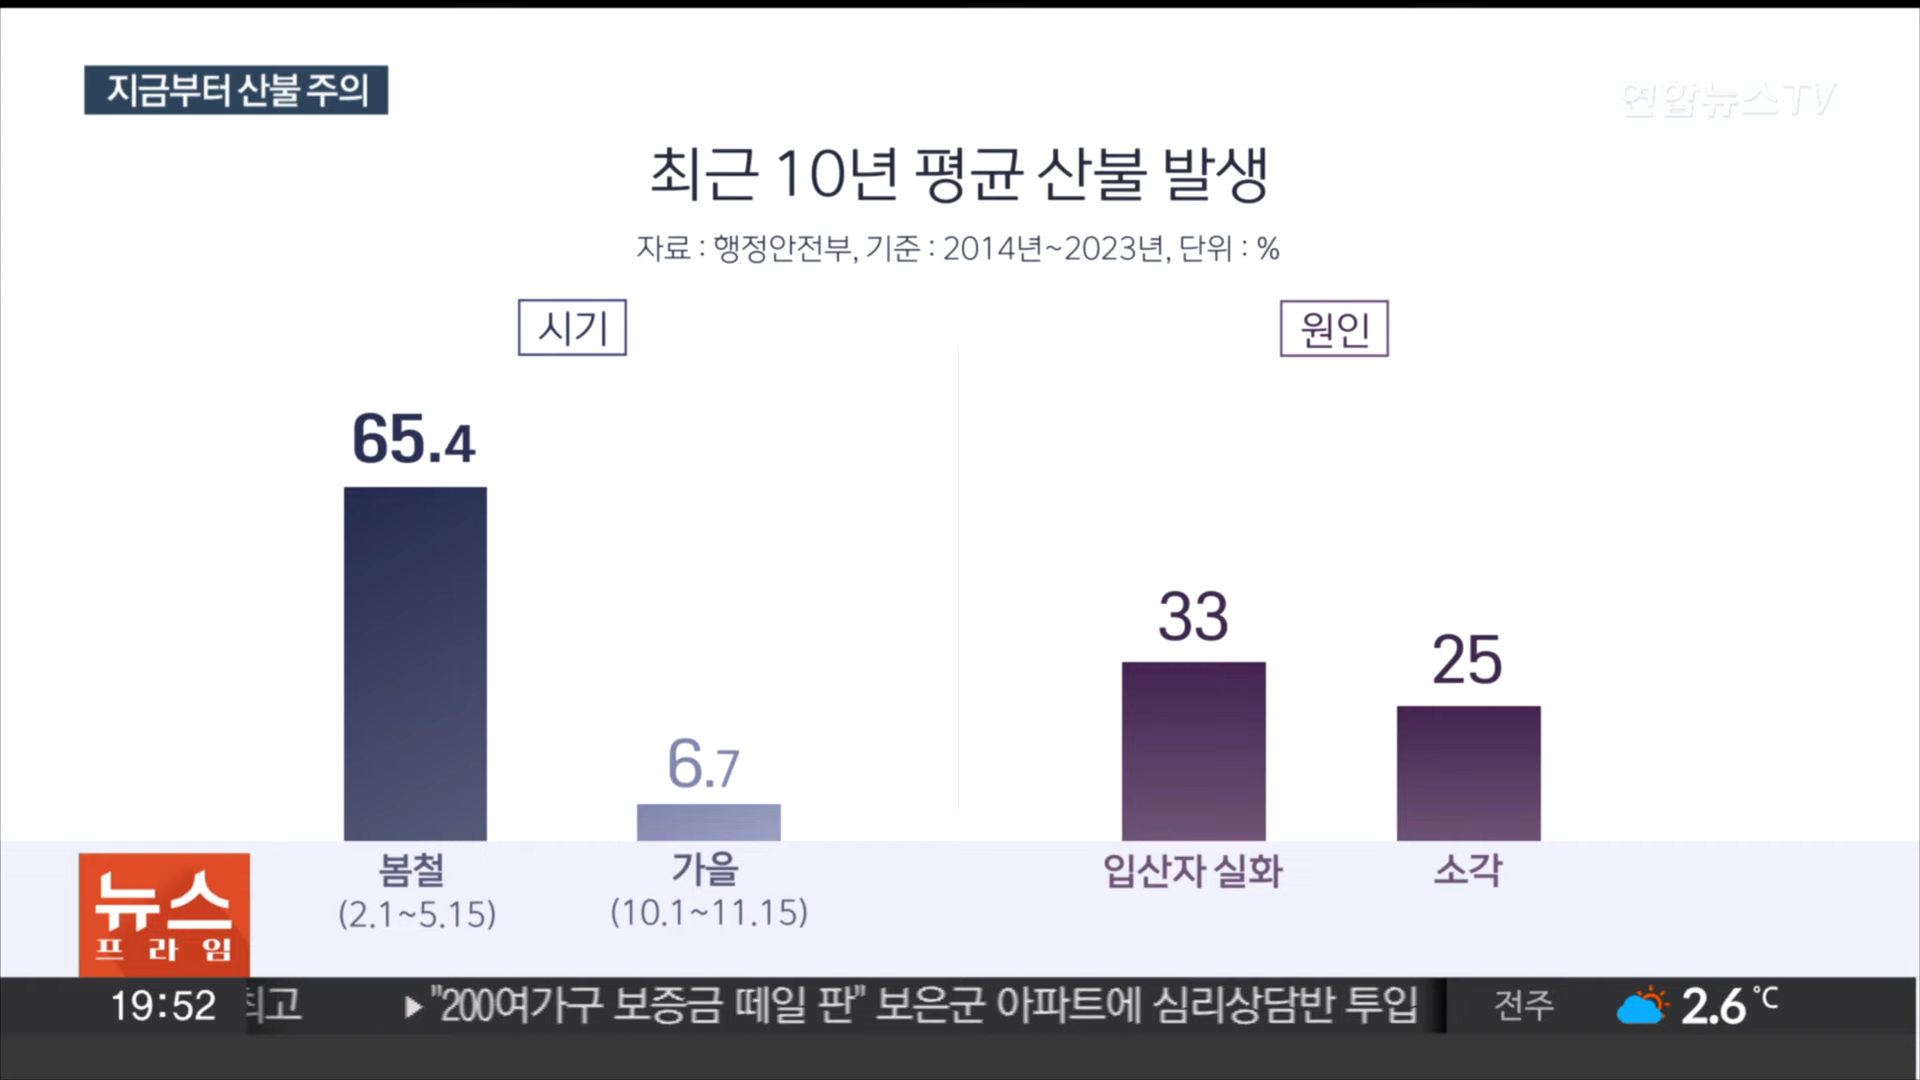 지금부터 산불 주의
연합뉴스TV
최근 10년 평균 산불 발생
자료 : 행정안전부, 기준 : 2014년~2023년, 단위 : %
시기
원인
65.4
6.7
33
25
봄철
(2.1~5.15)
가을
(10.1~11.15)
입산자 실화
소각
뉴스
프라임
19:52
최고 ▶"200여가구 보증금 떼일 판" 보은군 아파트에 심리상담반 투입
전주 2.6℃